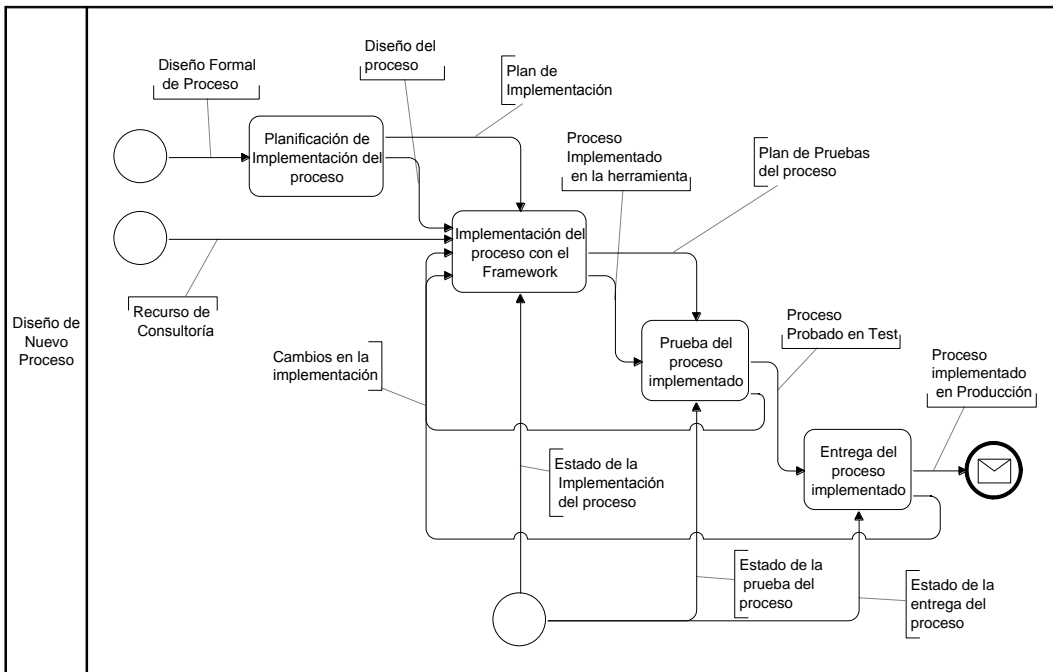 Diseño de
Nuevo
Proceso
Diseño Formal
de Proceso
Diseño del
proceso
Plan de
Implementación
Planificación de
Implementación del
proceso
Proceso
Implementado
en la herramienta
Plan de Pruebas
del proceso
Implementación del
proceso con el
Framework
Recurso de
Consultoría
Cambios en la
implementación
Prueba del
proceso
implementado
Proceso
Probado en Test
Proceso
implementado
en Producción
Entrega del
proceso
implementado
Estado de la
Implementación
del proceso
Estado de la
prueba del
proceso
Estado de la
entrega del
proceso